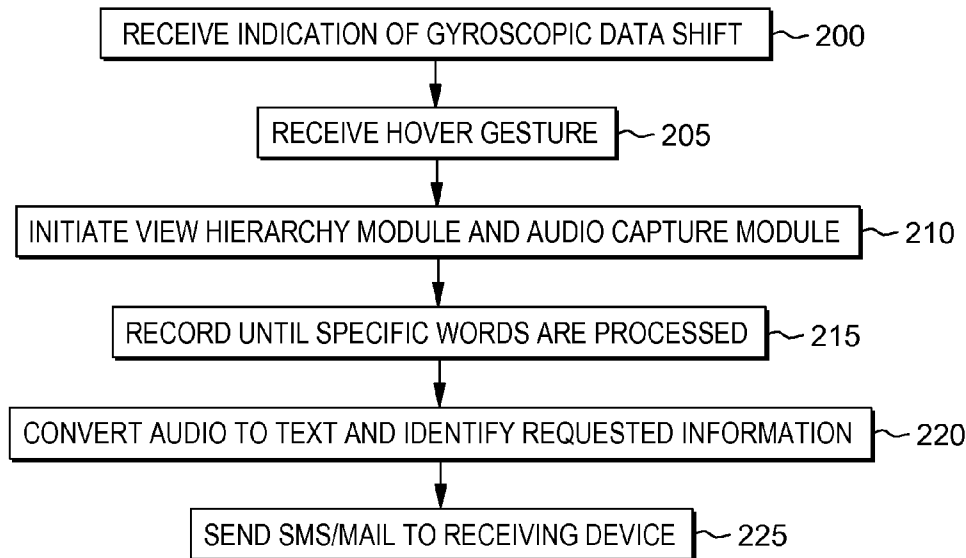 RECEIVE INDICATION OF GYROSCOPIC DATA SHIFT 200
RECEIVE HOVER GESTURE 205
INITIATE VIEW HIERARCHY MODULE AND AUDIO CAPTURE MODULE 210
RECORD UNTIL SPECIFIC WORDS ARE PROCESSED 215
CONVERT AUDIO TO TEXT AND IDENTIFY REQUESTED INFORMATION 220
SEND SMS/MAIL TO RECEIVING DEVICE 225